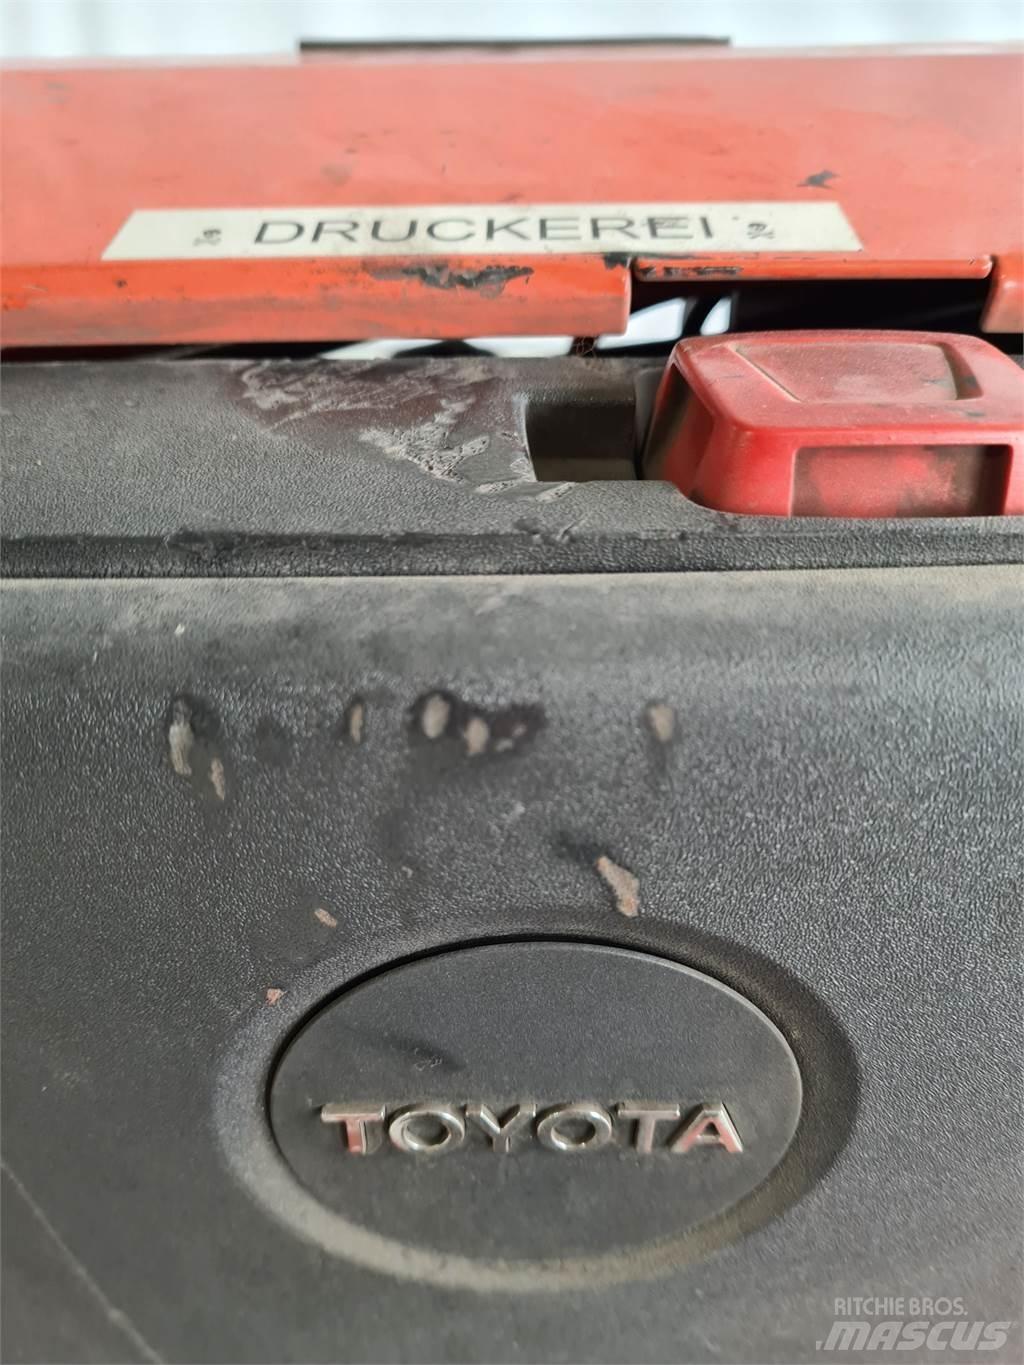 DRUCKEREI
TOYOTA
RITCHIE BROS.
MASCUS